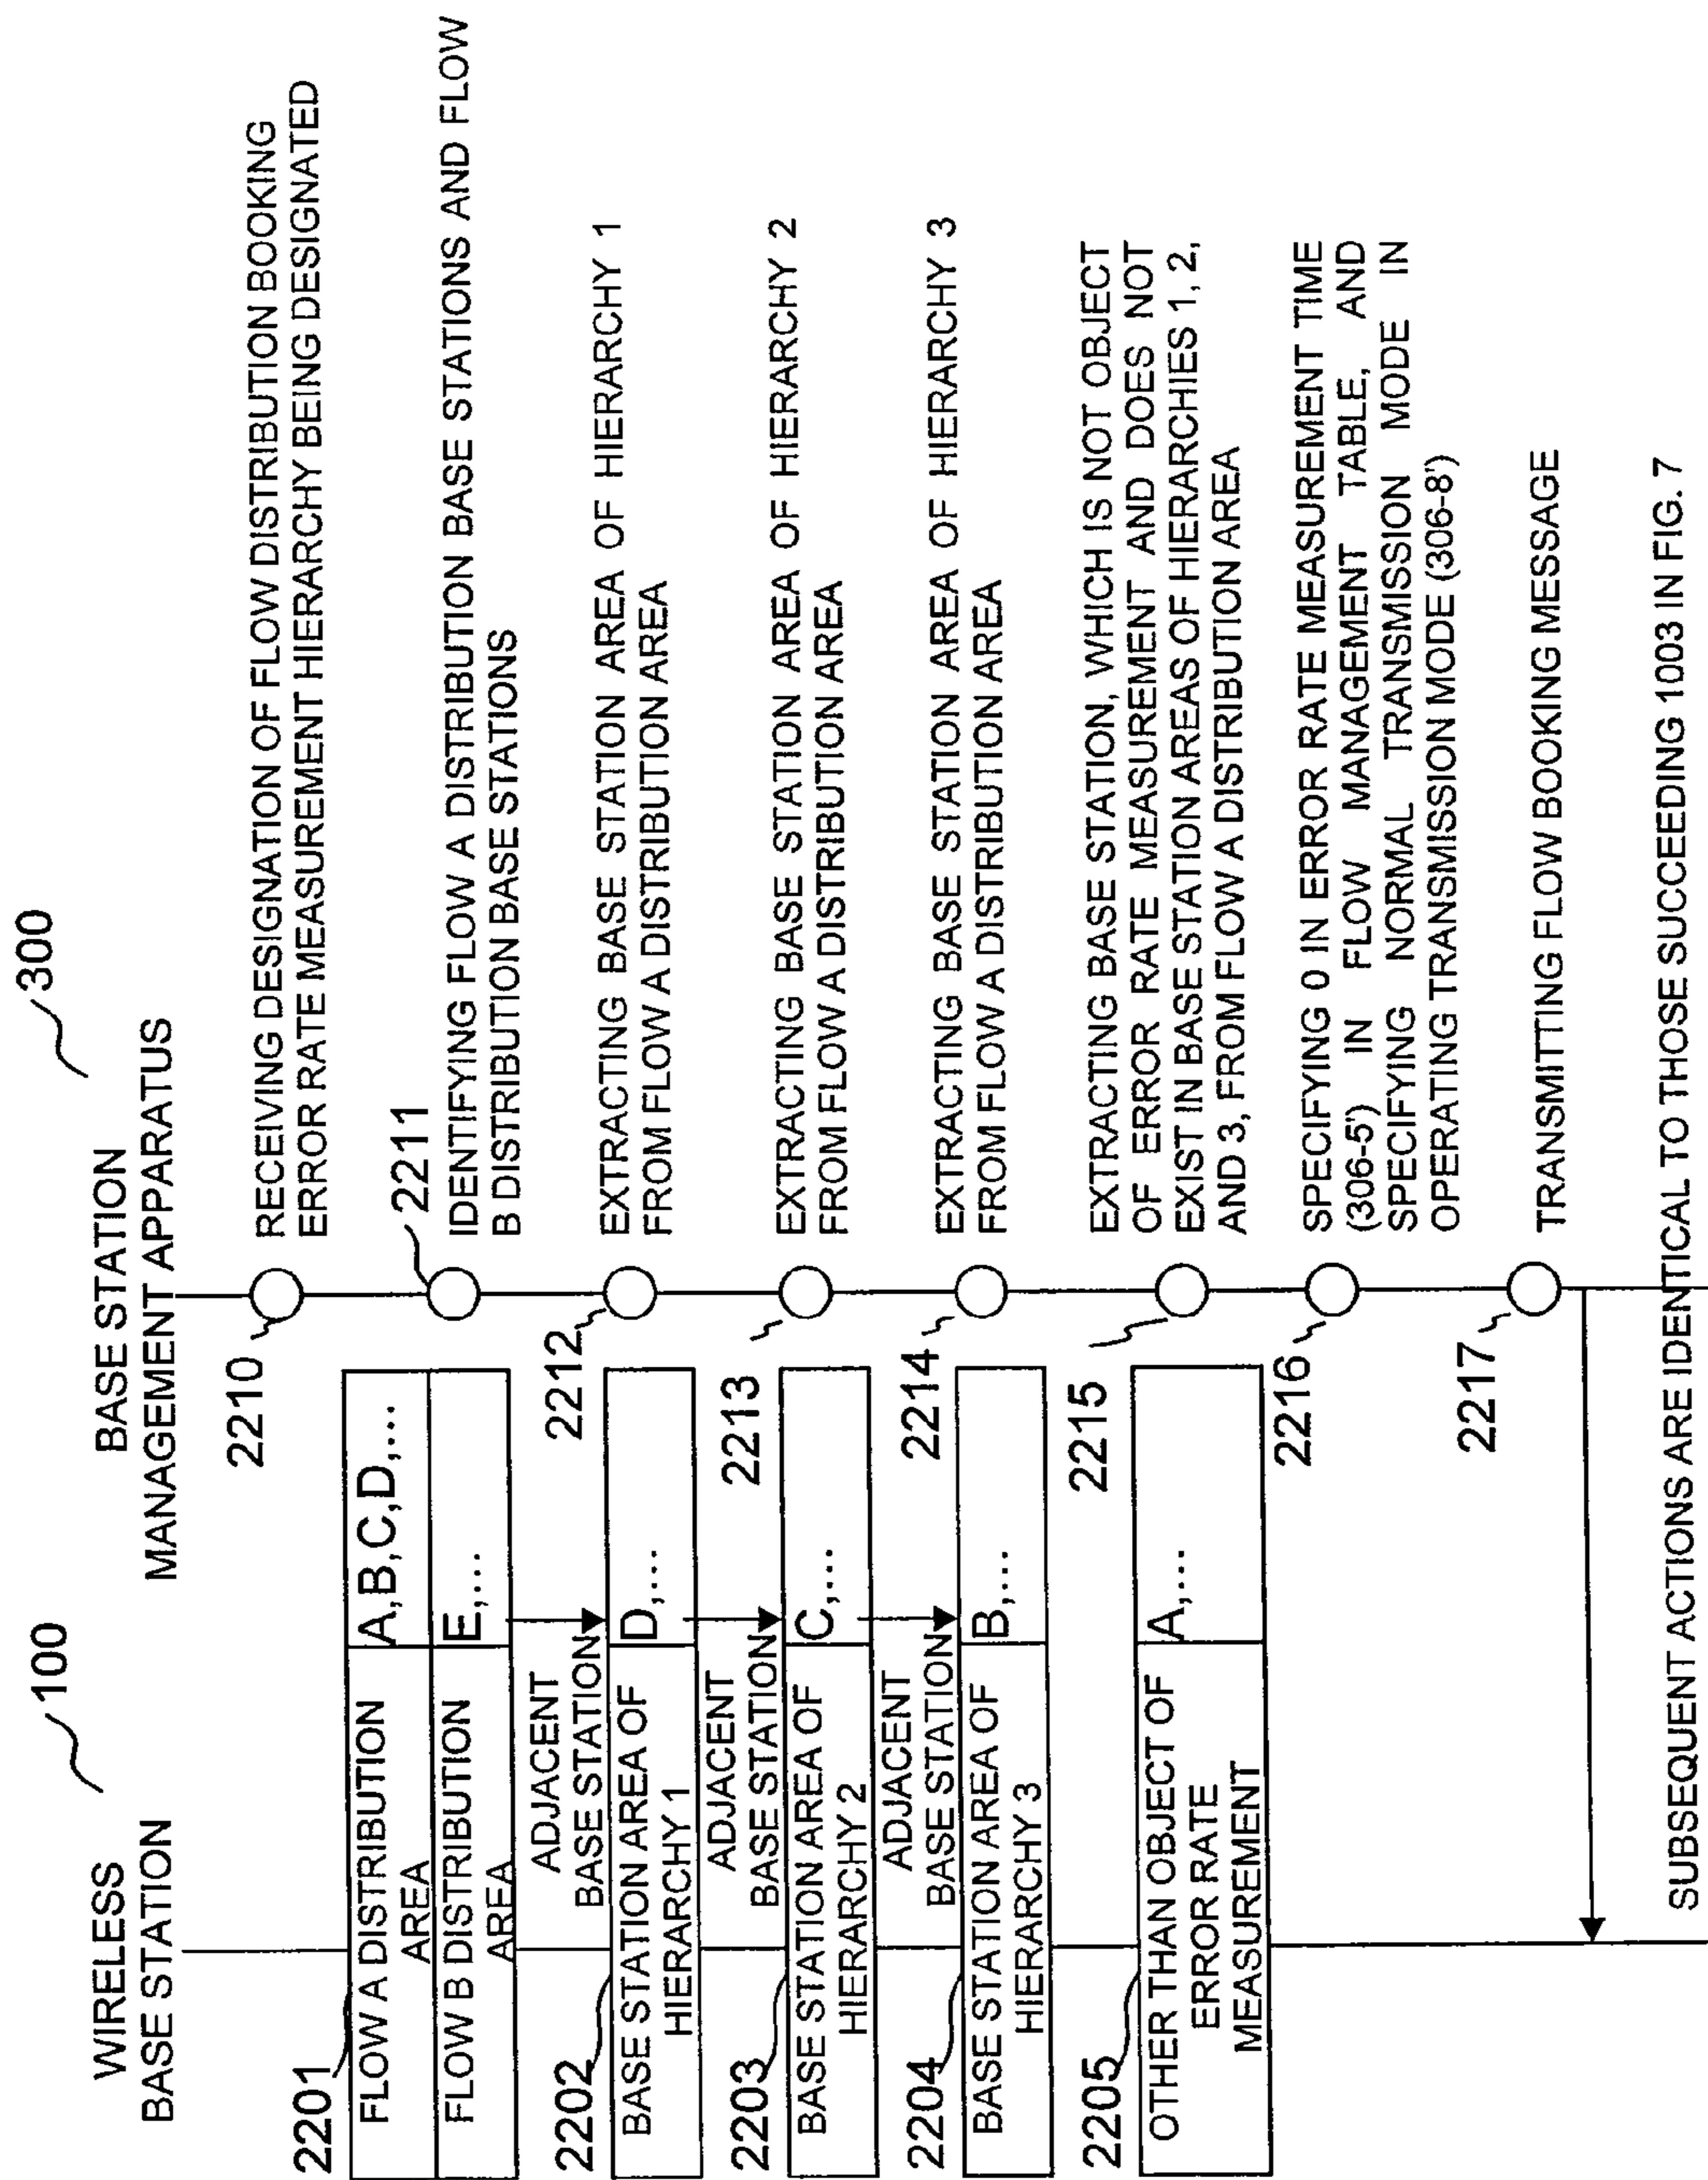 WIRELESS
BASE STATION
100
BASE STATION
MANAGEMENT APPARATUS
300
2201
FLOW A DISTRIBUTION
AREA
A,B,C,D,...
FLOW B DISTRIBUTION
AREA
E,...
2210
RECEIVING DESIGNATION OF FLOW DISTRIBUTION BOOKING
ERROR RATE MEASUREMENT HIERARCHY BEING DESIGNATED
2211
IDENTIFYING FLOW A DISTRIBUTION BASE STATIONS AND FLOW
B DISTRIBUTION BASE STATIONS
ADJACENT
BASE STATION
2202
BASE STATION AREA OF
HIERARCHY 1
D,...
2212
EXTRACTING BASE STATION AREA OF HIERARCHY 1
FROM FLOW A DISTRIBUTION AREA
ADJACENT
BASE STATION
2203
BASE STATION AREA OF
HIERARCHY 2
C,...
2213
EXTRACTING BASE STATION AREA OF HIERARCHY 2
FROM FLOW A DISTRIBUTION AREA
ADJACENT
BASE STATION
2204
BASE STATION AREA OF
HIERARCHY 3
B,...
2214
EXTRACTING BASE STATION AREA OF HIERARCHY 3
FROM FLOW A DISTRIBUTION AREA
2205
OTHER THAN OBJECT OF
ERROR RATE
MEASUREMENT
A,...
2215
EXTRACTING BASE STATION, WHICH IS NOT OBJECT
OF ERROR RATE MEASUREMENT AND DOES NOT
EXIST IN BASE STATION AREAS OF HIERARCHIES 1, 2,
AND 3, FROM FLOW A DISTRIBUTION AREA
2216
SPECIFYING 0 IN ERROR RATE MEASUREMENT TIME
(306-5') IN FLOW MANAGEMENT TABLE, AND
SPECIFYING NORMAL TRANSMISSION MODE IN
OPERATING TRANSMISSION MODE (306-8')
2217
TRANSMITTING FLOW BOOKING MESSAGE
SUBSEQUENT ACTIONS ARE IDENTICAL TO THOSE SUCCEEDING 1003 IN FIG. 7